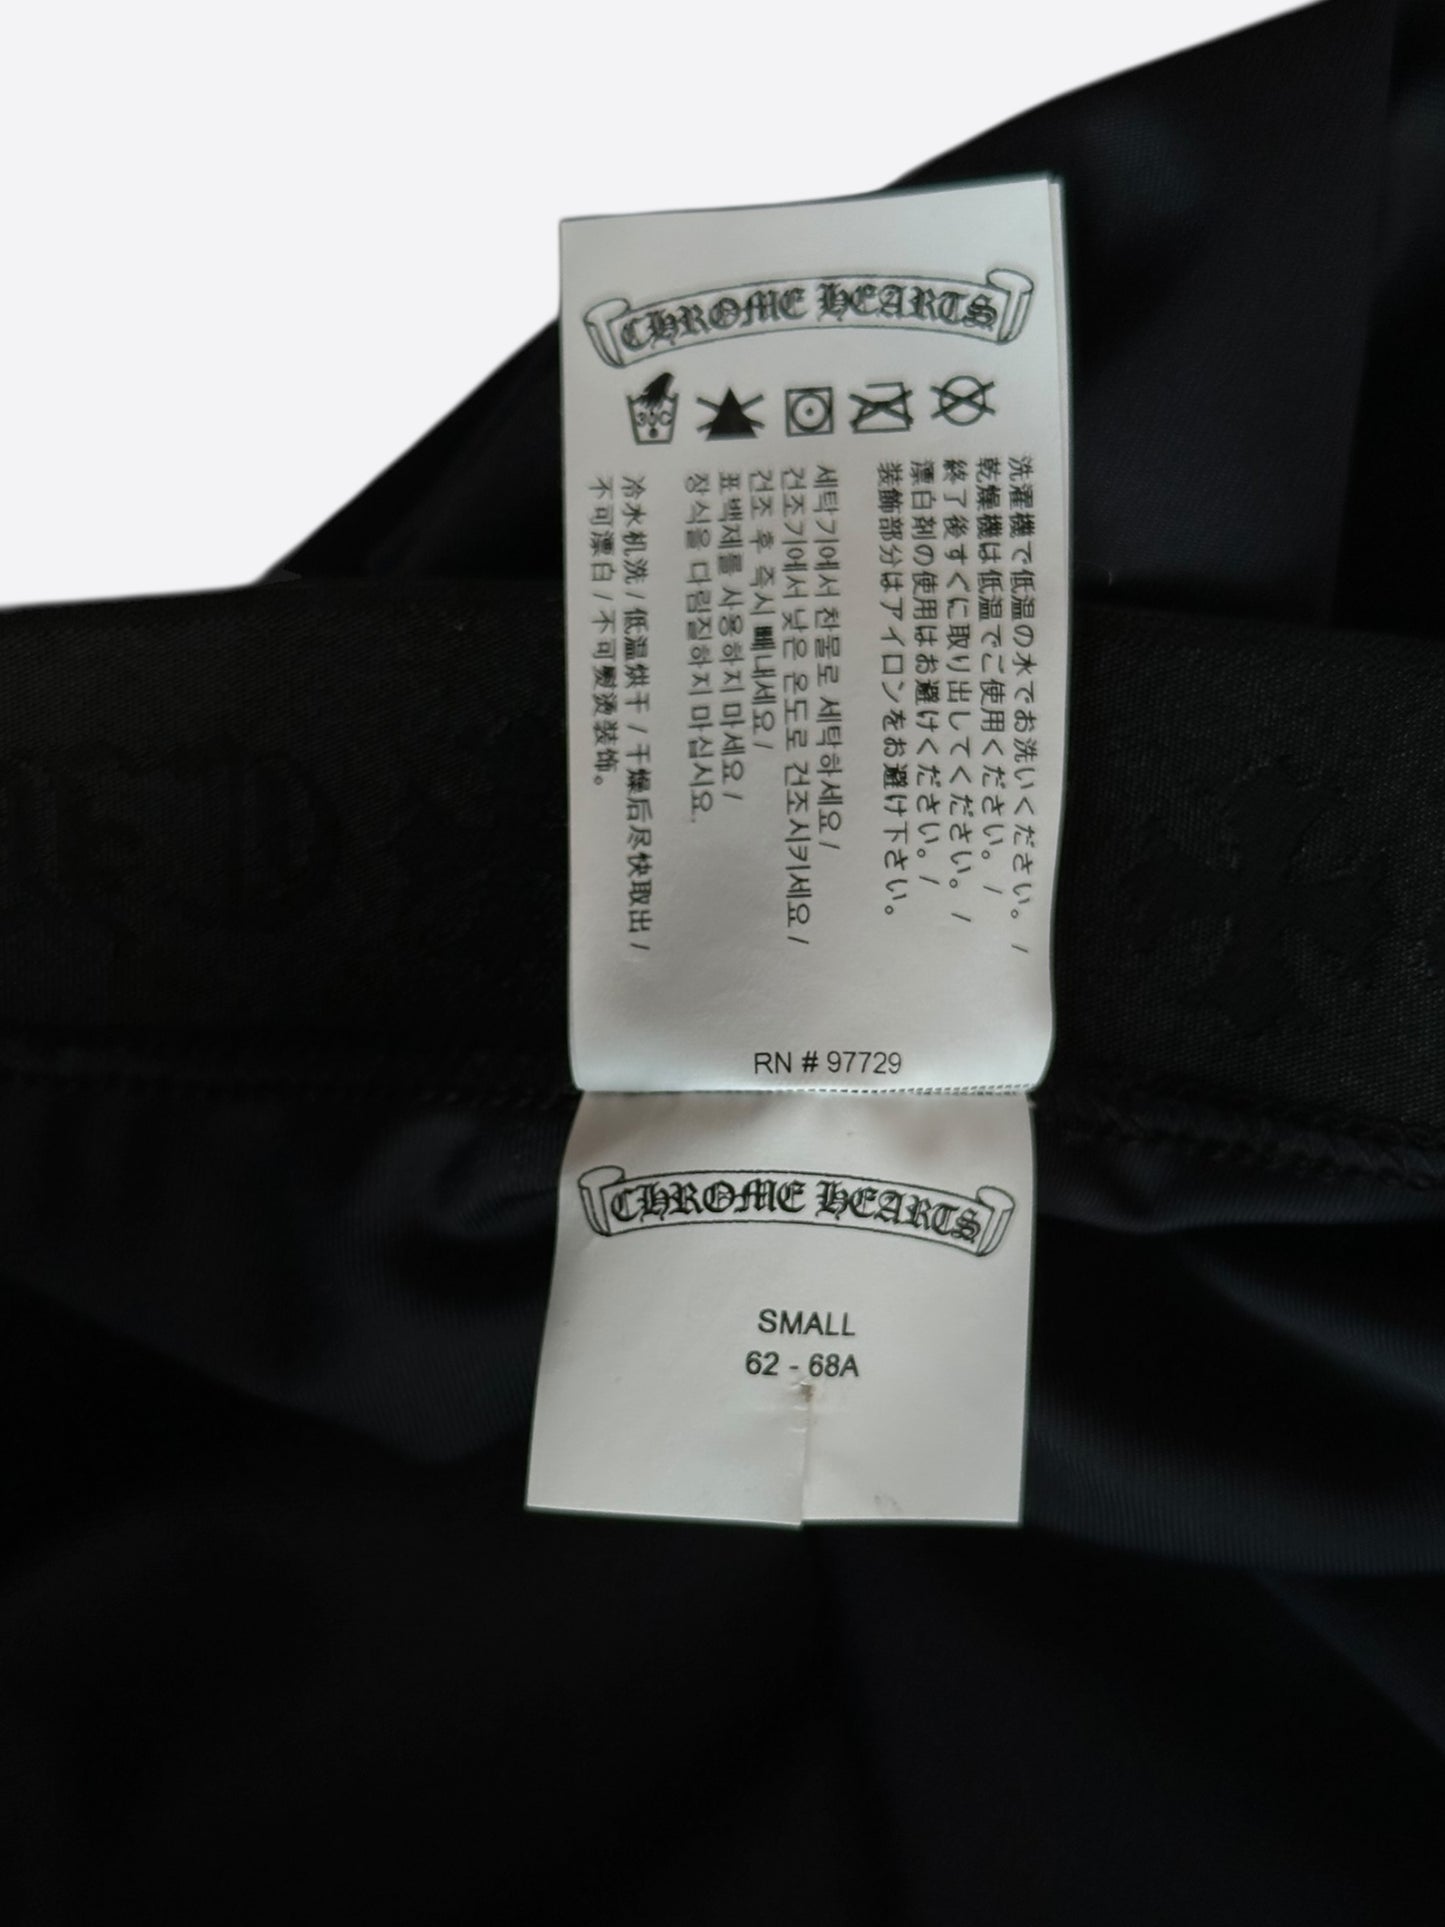 CHROME HEARTS
30°C
洗濯機で低温の水でお洗いください。/
乾燥機は低温でご使用ください。/
終了後すぐに取り出してください。/
漂白剤の使用はお避けください。/
装飾部分はアイロンをお避け下さい。
세탁기에서 찬물로 세탁하세요/
건조기에서 낮은 온도로 건조시키세요/
건조 후 즉시 빼내세요/
표백제를 사용하지 마세요/
장식을 다림질하지 마십시요.
冷水机洗/低温烘干/干燥后尽快取出/
不可漂白/不可熨烫装饰。
RN # 97729
CHROME HEARTS
SMALL
62 - 68A